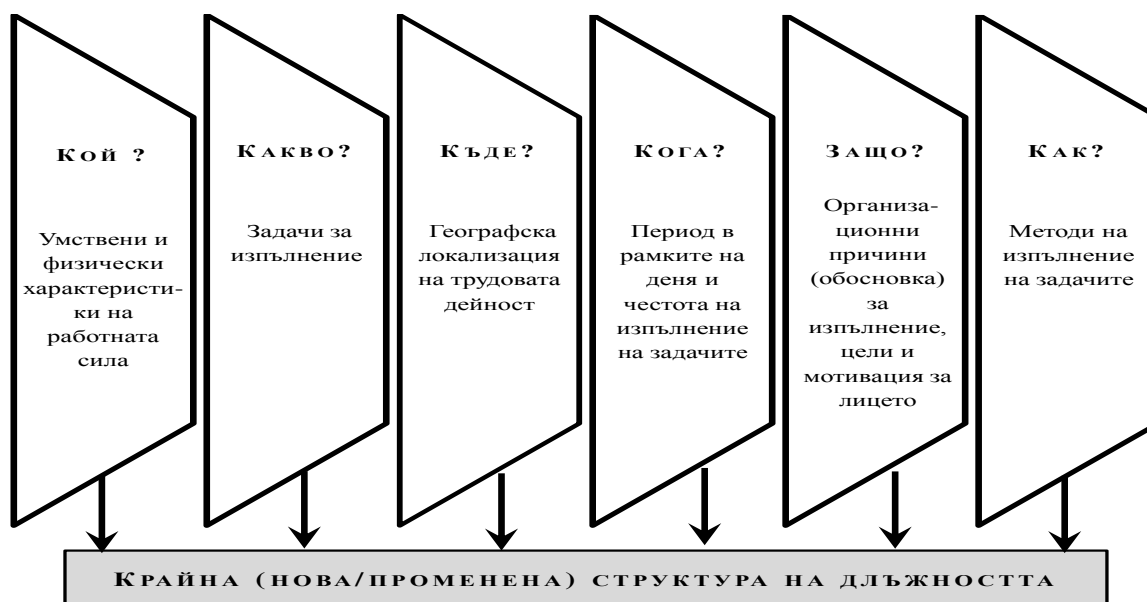 Кой ?
Умствени и
физически
характеристи-
ки на
работната
сила
Какво?
Задачи за
изпълнение
Къде?
Географска
локализация
на трудовата
дейност
Кога?
Период в
рамките на
деня и
честота на
изпълнение
на задачите
Защо?
Организа-
ционни
причини
(обосновка)
за
изпълнение,
цели и
мотивация за
лицето
Как?
Методи на
изпълнение
на задачите
Крайна (нова/променена) структура на длъжността